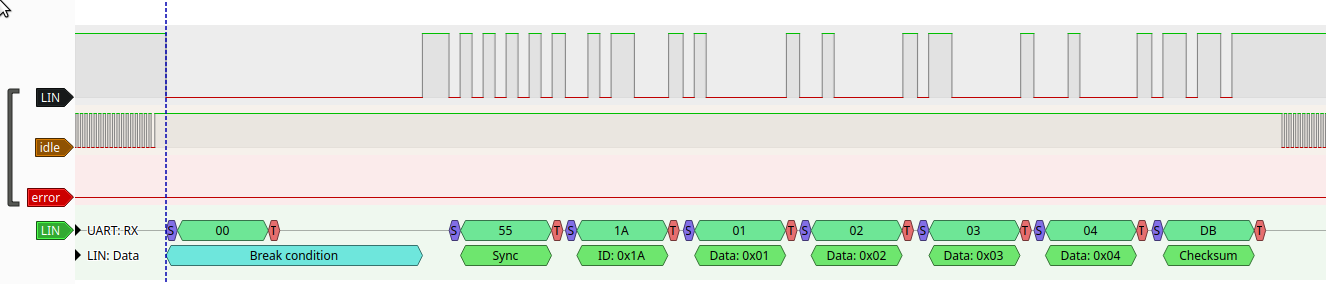 LIN
idle
error
LIN UART: RX S 00 T S 55 T S 1A T S 01 T S 02 T S 03 T S 04 T S DB T
LIN: Data Break condition Sync ID: 0x1A Data: 0x01 Data: 0x02 Data: 0x03 Data: 0x04 Checksum